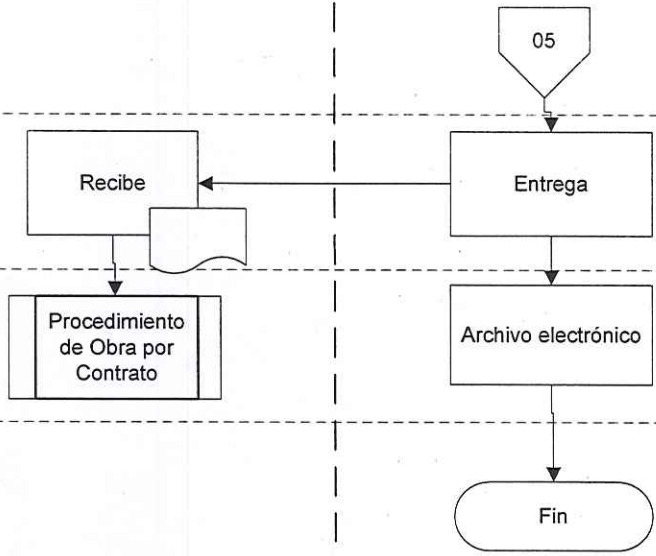 05
Recibe
Entrega
Procedimiento
de Obra por
Contrato
Archivo electrónico
Fin